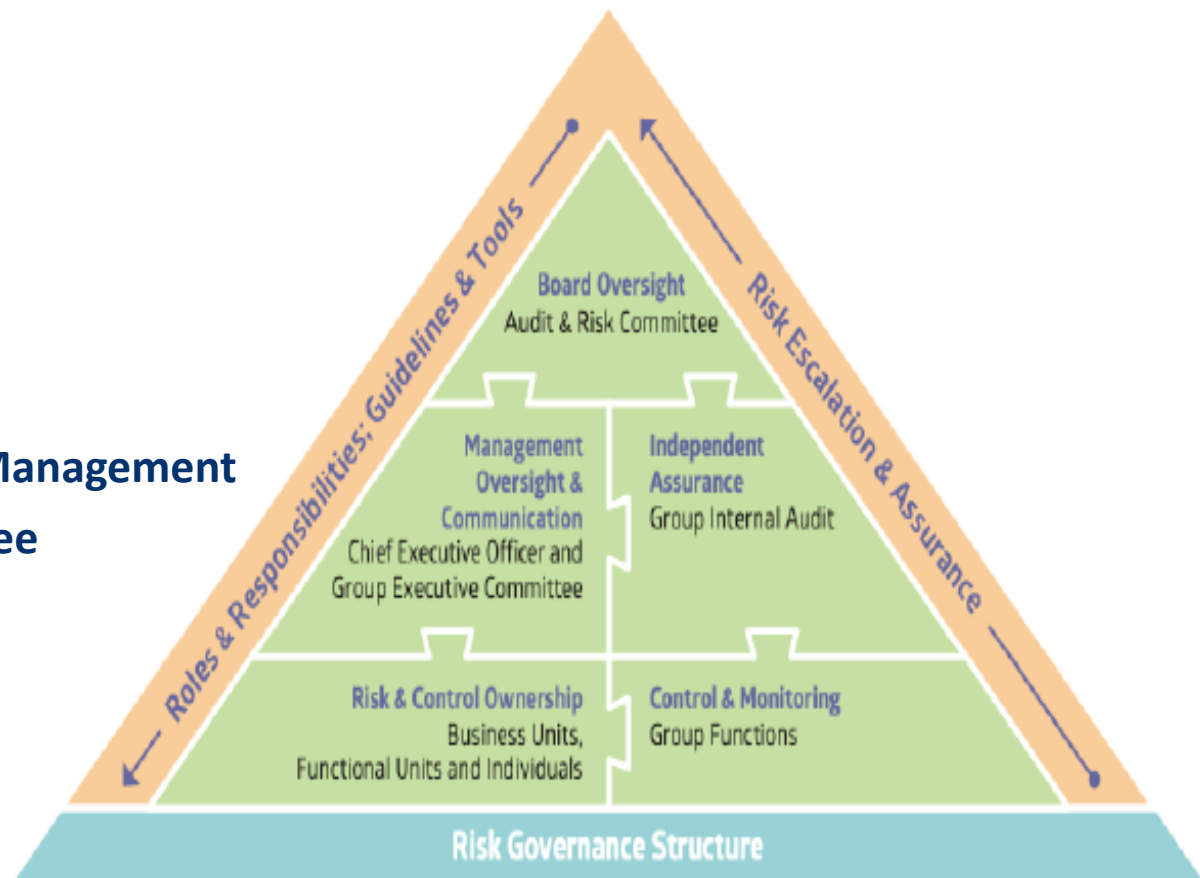 Board Oversight
Audit & Risk Committee
Roles & Responsibilities; Guidelines & Tools
Risk Escalation & Assurance
Management
ee
Management
Oversight &
Communication
Chief Executive Officer and
Group Executive Committee
Independent
Assurance
Group Internal Audit
Risk & Control Ownership
Business Units,
Functional Units and Individuals
Control & Monitoring
Group Functions
Risk Governance Structure